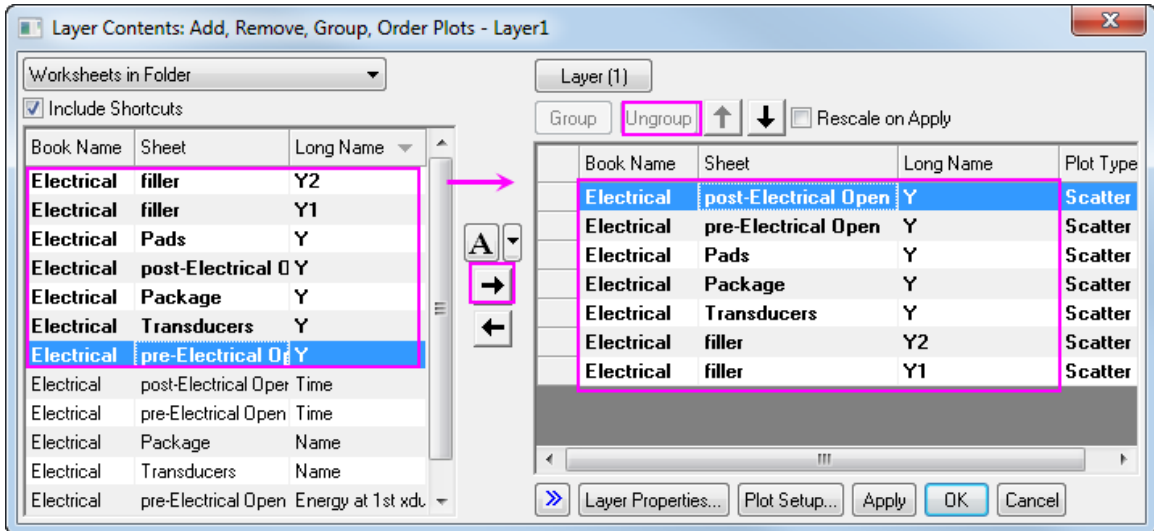 Layer Contents: Add, Remove, Group, Order Plots - Layer1
x
Worksheets in Folder
Include Shortcuts
Book Name Sheet Long Name
Electrical filler Y2
Electrical filler Y1
Electrical Pads Y
Electrical post-Electrical O Y
Electrical Package Y
Electrical Transducers Y
Electrical pre-Electrical Op Y
Electrical post-Electrical Oper Time
Electrical pre-Electrical Open Time
Electrical Package Name
Electrical Transducers Name
Electrical pre-Electrical Open Energy at 1st xdu
A
Layer (1)
Group Ungroup Rescale on Apply
Book Name Sheet Long Name Plot Type
Electrical post-Electrical Open Y Scatter
Electrical pre-Electrical Open Y Scatter
Electrical Pads Y Scatter
Electrical Package Y Scatter
Electrical Transducers Y Scatter
Electrical filler Y2 Scatter
Electrical filler Y1 Scatter
Layer Properties... Plot Setup... Apply OK Cancel